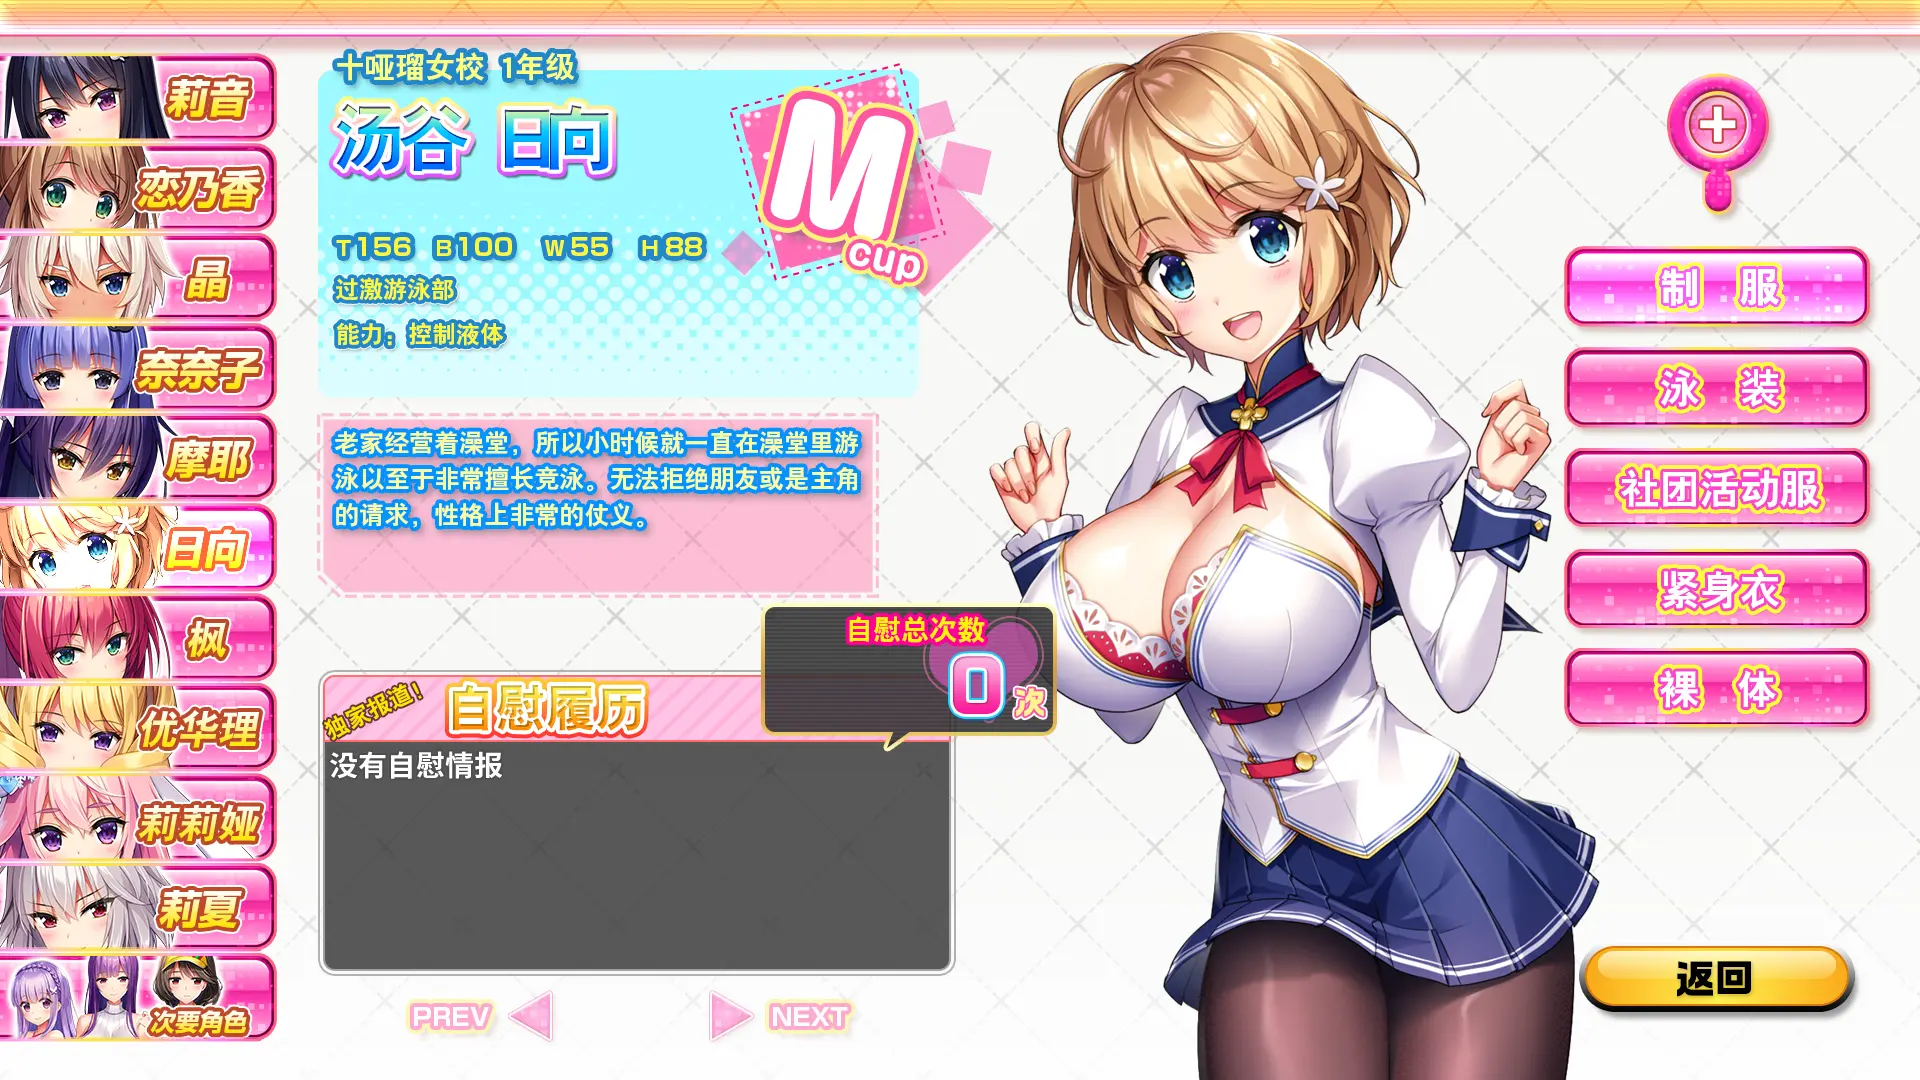 莉音
恋乃香
晶
奈奈子
摩耶
日向
枫
优华理
莉莉娅
莉夏
次要角色
十哑瑠女校 1年级
汤谷 日向
M cup
T156 B100 W55 H88
过激游泳部
能力：控制液体
老家经营着澡堂，所以小时候就一直在澡堂里游
泳以至于非常擅长竞泳。无法拒绝朋友或是主角
的请求，性格上非常的仗义。
自慰总次数
0次
独家报道！ 自慰履历
没有自慰情报
PREV NEXT
制 服
泳 装
社团活动服
紧身衣
裸 体
返回